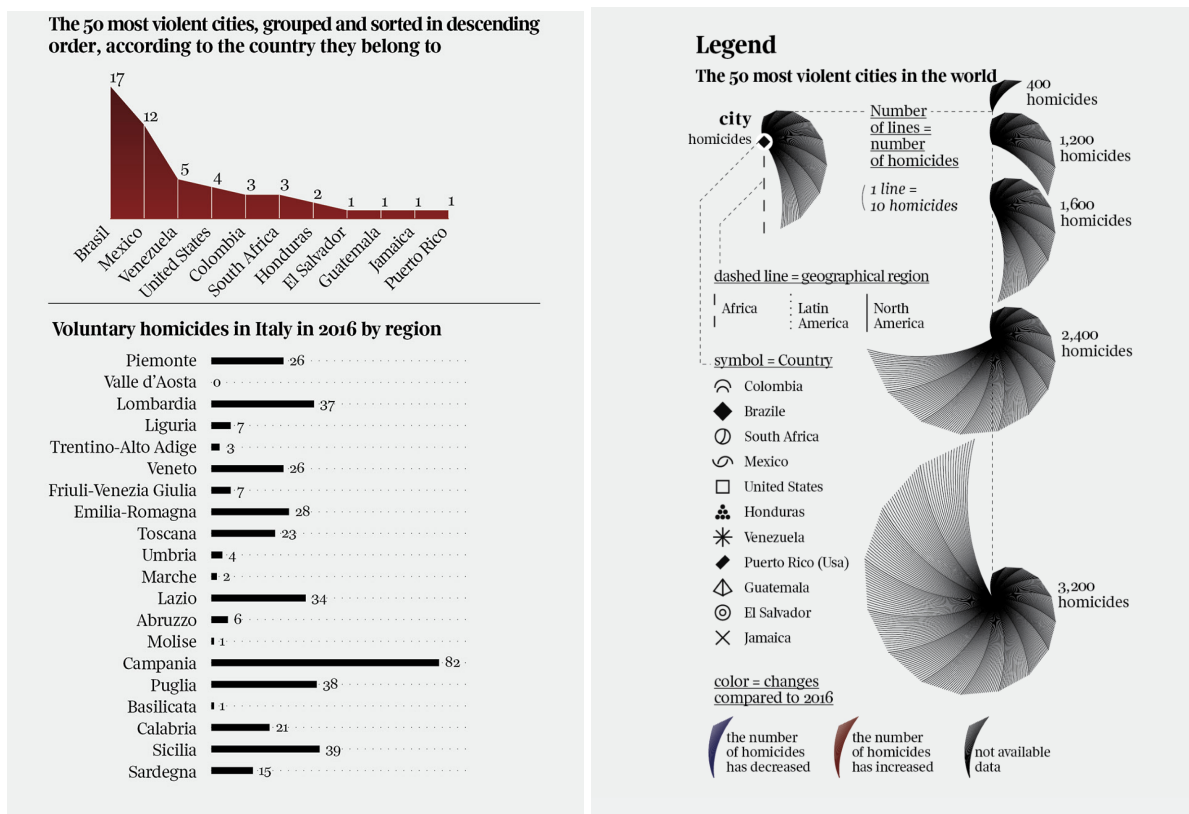 The 50 most violent cities, grouped and sorted in descending
order, according to the country they belong to
17
12
5
4
3
3
2
1
1
1
1
Brasil
Mexico
Venezuela
United States
Colombia
South Africa
Honduras
El Salvador
Guatemala
Jamaica
Puerto Rico
Voluntary homicides in Italy in 2016 by region
Piemonte 26
Valle d'Aosta 0
Lombardia 37
Liguria 7
Trentino-Alto Adige 3
Veneto 26
Friuli-Venezia Giulia 7
Emilia-Romagna 28
Toscana 23
Umbria 4
Marche 2
Lazio 34
Abruzzo 6
Molise 1
Campania 82
Puglia 38
Basilicata 1
Calabria 21
Sicilia 39
Sardegna 15
Legend
The 50 most violent cities in the world
city
homicides
Number
of lines =
number
of homicides
1 line =
10 homicides
400
homicides
1,200
homicides
1,600
homicides
2,400
homicides
3,200
homicides
dashed line = geographical region
Africa
Latin
America
North
America
symbol = Country
Colombia
Brazile
South Africa
Mexico
United States
Honduras
Venezuela
Puerto Rico (Usa)
Guatemala
El Salvador
Jamaica
color = changes
compared to 2016
the number
of homicides
has decreased
the number
of homicides
has increased
not available
data